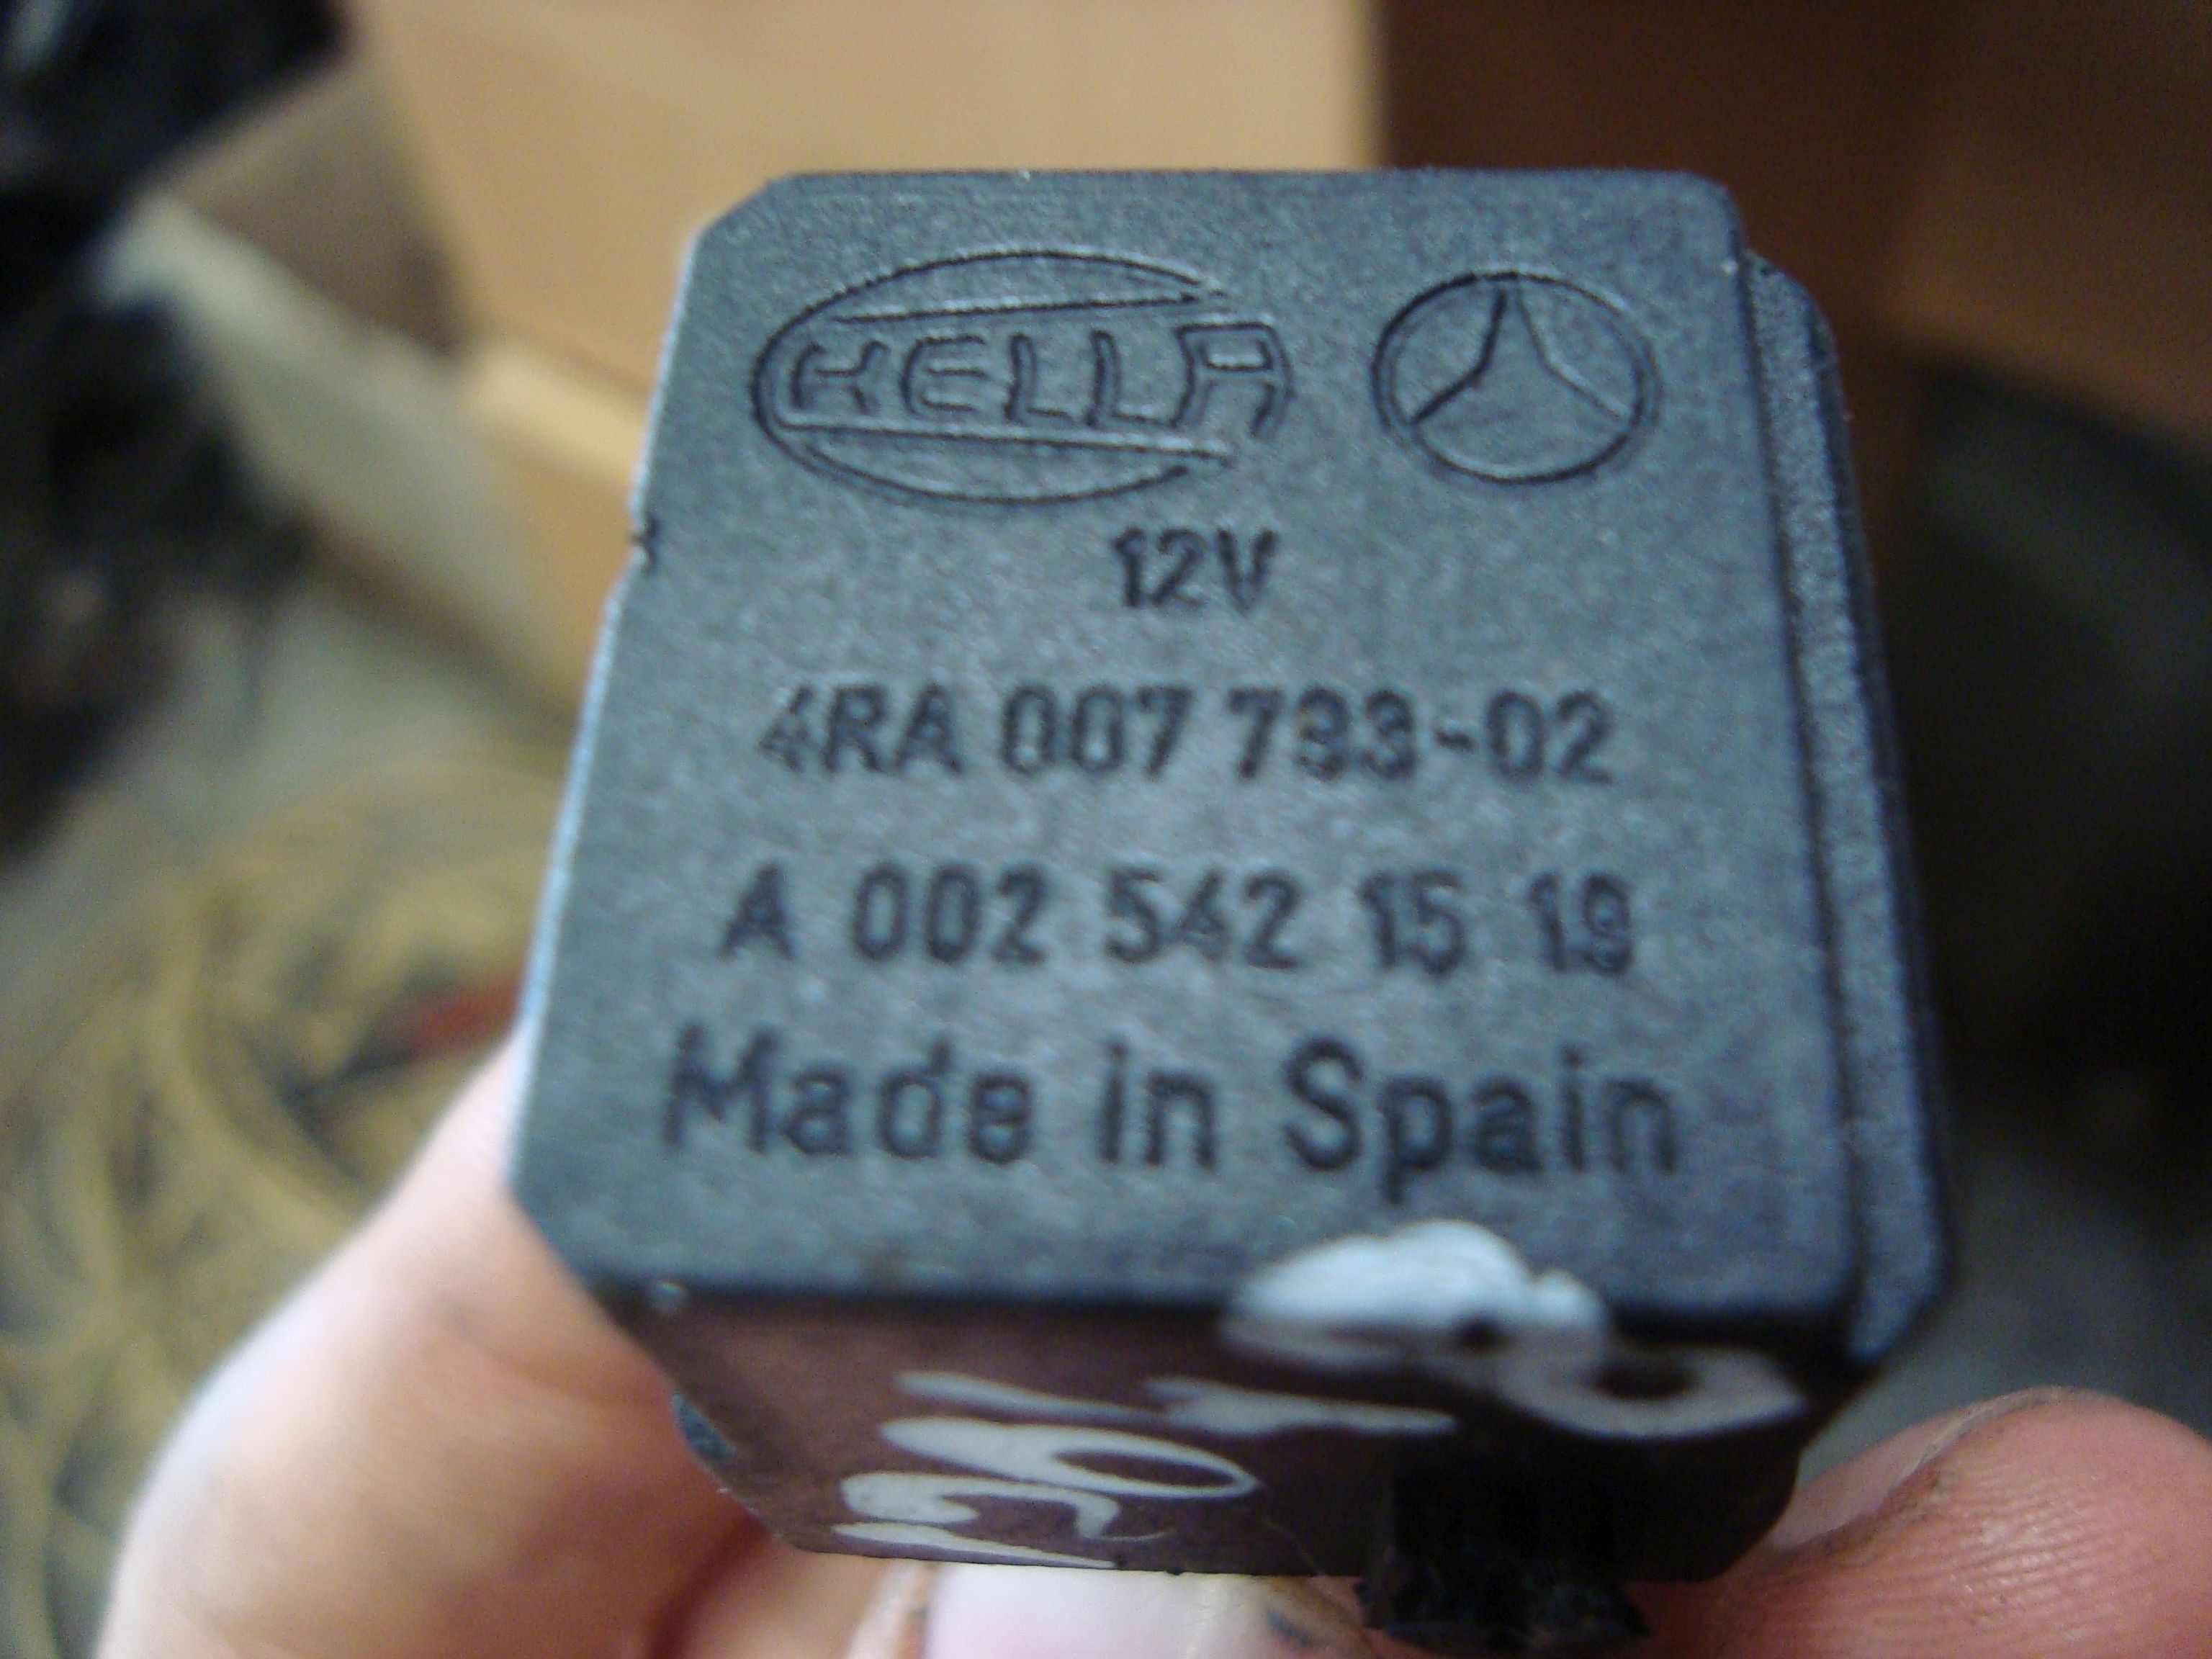 HELLA
12V
4RA 007 793-02
A 002 542 15 19
Made in Spain